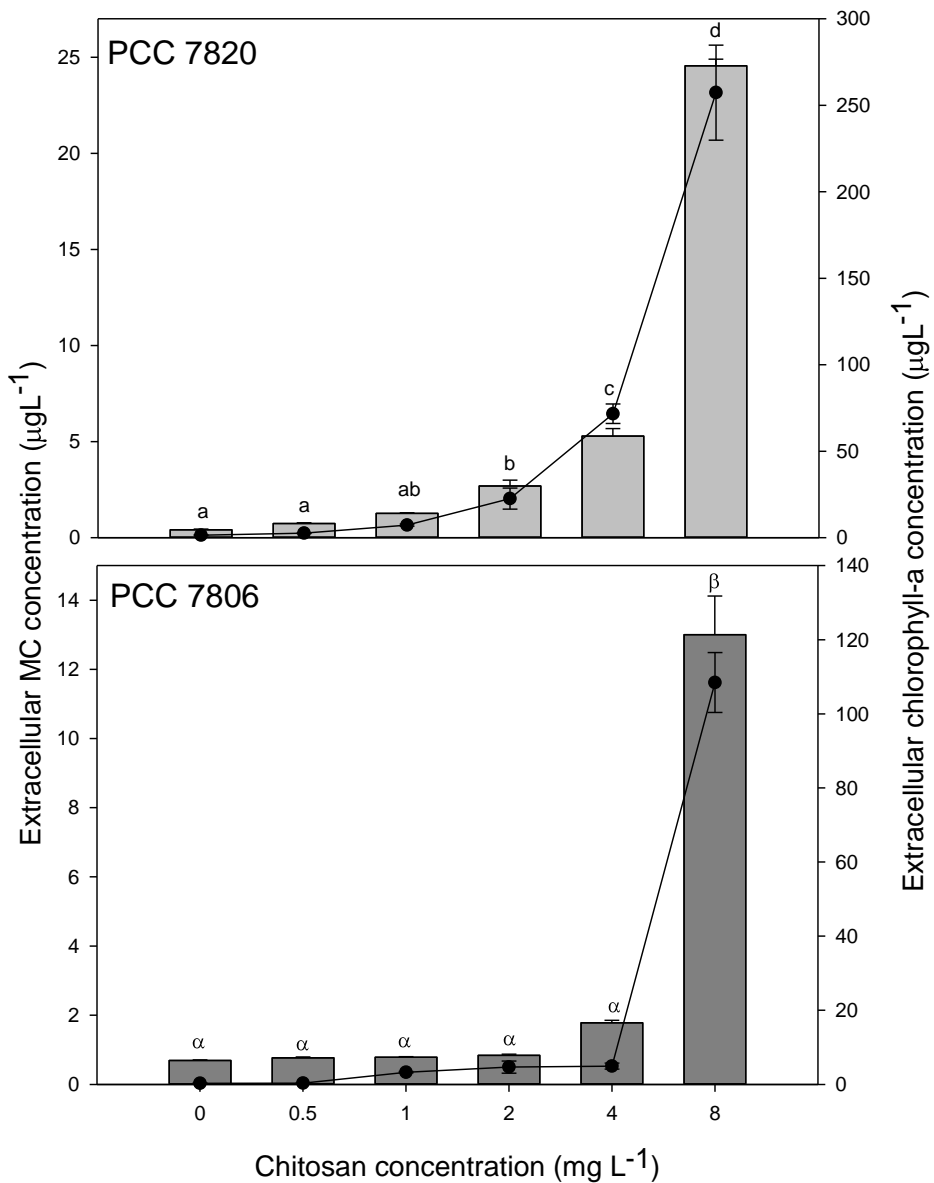 PCC 7820
300
250
200
150
100
50
0
25
20
15
10
5
0
a
a
ab
b
c
d
PCC 7806
140
120
100
80
60
40
20
0
14
12
10
8
6
4
2
0
α
α
α
α
α
β
0 0.5 1 2 4 8
Chitosan concentration (mg L-1)
Extracellular MC concentration (µgL-1)
Extracellular chlorophyll-a concentration (µgL-1)